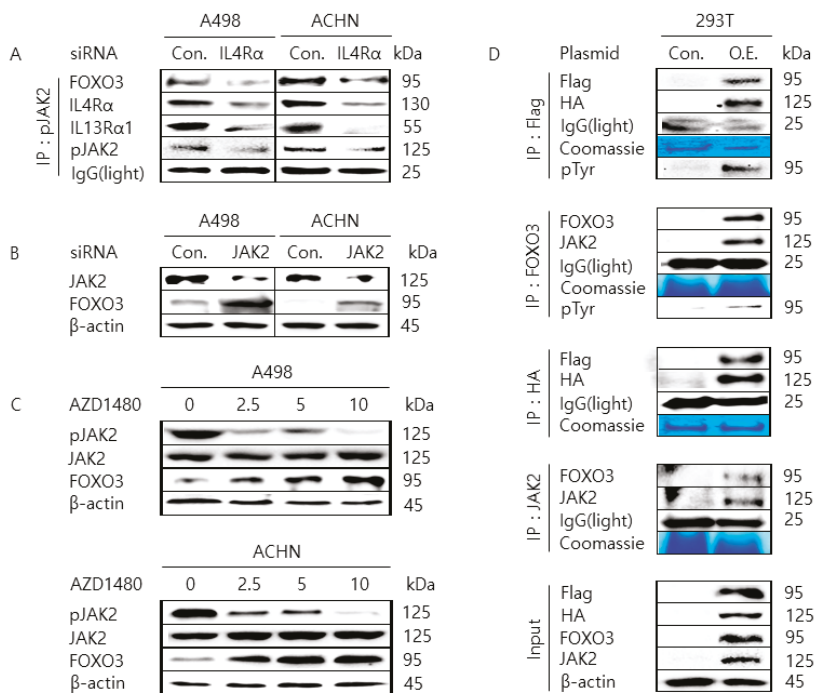 A498 ACHN
A siRNA Con. IL4Rα Con. IL4Rα kDa
IP : pJAK2
FOXO3 95
IL4Rα 130
IL13Rα1 55
pJAK2 125
IgG(light) 25
A498 ACHN
B siRNA Con. JAK2 Con. JAK2 kDa
JAK2 125
FOXO3 95
β-actin 45
A498
C AZD1480 0 2.5 5 10 kDa
pJAK2 125
JAK2 125
FOXO3 95
β-actin 45
ACHN
AZD1480 0 2.5 5 10 kDa
pJAK2 125
JAK2 125
FOXO3 95
β-actin 45
293T
D Plasmid Con. O.E. kDa
IP : Flag
Flag 95
HA 125
IgG(light) 25
Coomassie
pTyr 95
IP : FOXO3
FOXO3 95
JAK2 125
IgG(light) 25
Coomassie
pTyr 95
IP : HA
Flag 95
HA 125
IgG(light) 25
Coomassie
IP : JAK2
FOXO3 95
JAK2 125
IgG(light) 25
Coomassie
Input
Flag 95
HA 125
FOXO3 95
JAK2 125
β-actin 45